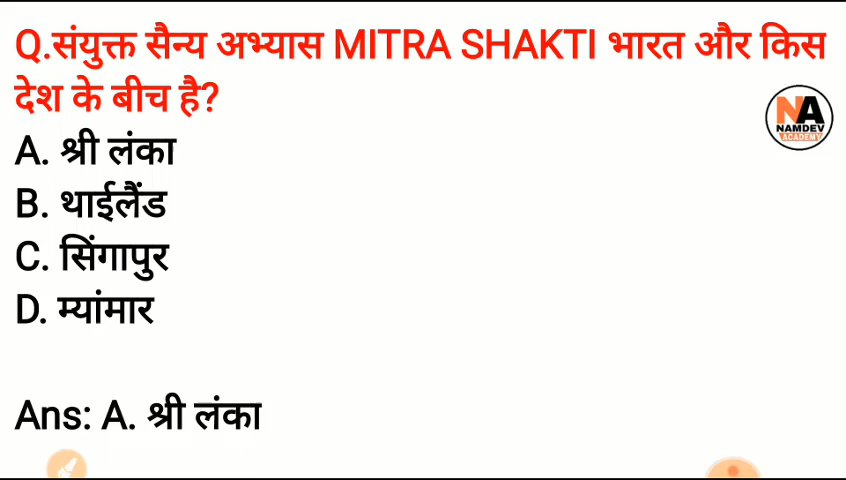 Q.संयुक्त सैन्य अभ्यास MITRA SHAKTI भारत और किस
देश के बीच है?
A. श्री लंका
B. थाईलैंड
C. सिंगापुर
D. म्यांमार
Ans: A. श्री लंका
NA
NAMDEV
ACADEMY